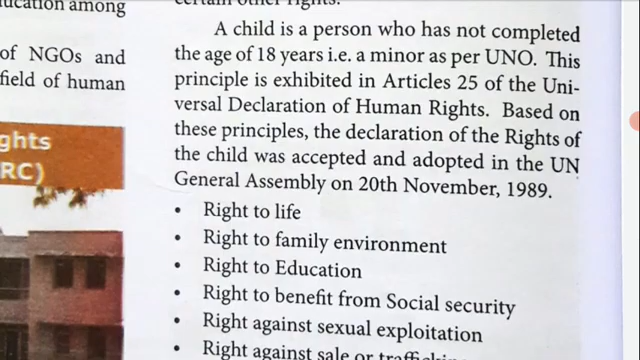 ucation among
of NGOs and
field of human
ghts
RC)
certain other rights.
A child is a person who has not completed
the age of 18 years i.e. a minor as per UNO. This
principle is exhibited in Articles 25 of the Uni-
versal Declaration of Human Rights. Based on
these principles, the declaration of the Rights of
the child was accepted and adopted in the UN
General Assembly on 20th November, 1989.
• Right to life
• Right to family environment
• Right to Education
• Right to benefit from Social security
• Right against sexual exploitation
• Right against sale or trafficking